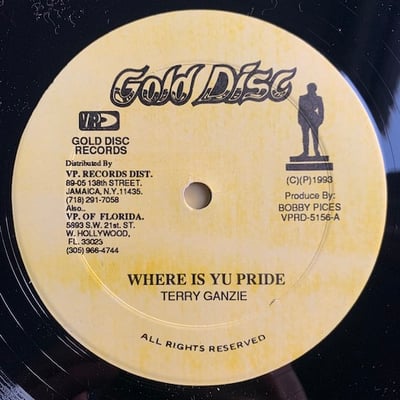 Gold Disc
VP
GOLD DISC
RECORDS
Distributed By
VP. RECORDS DIST.
89-05 138th STREET.
JAMAICA, N.Y.11435.
(718) 291-7058
Also..
VP. OF FLORIDA.
5893 S.W. 21st. ST.
W. HOLLYWOOD,
FL. 33023
(305) 966-4744
(C)(P)1993
Produce By:
BOBBY PICES
VPRD-5156-A
WHERE IS YU PRIDE
TERRY GANZIE
ALL RIGHTS RESERVED